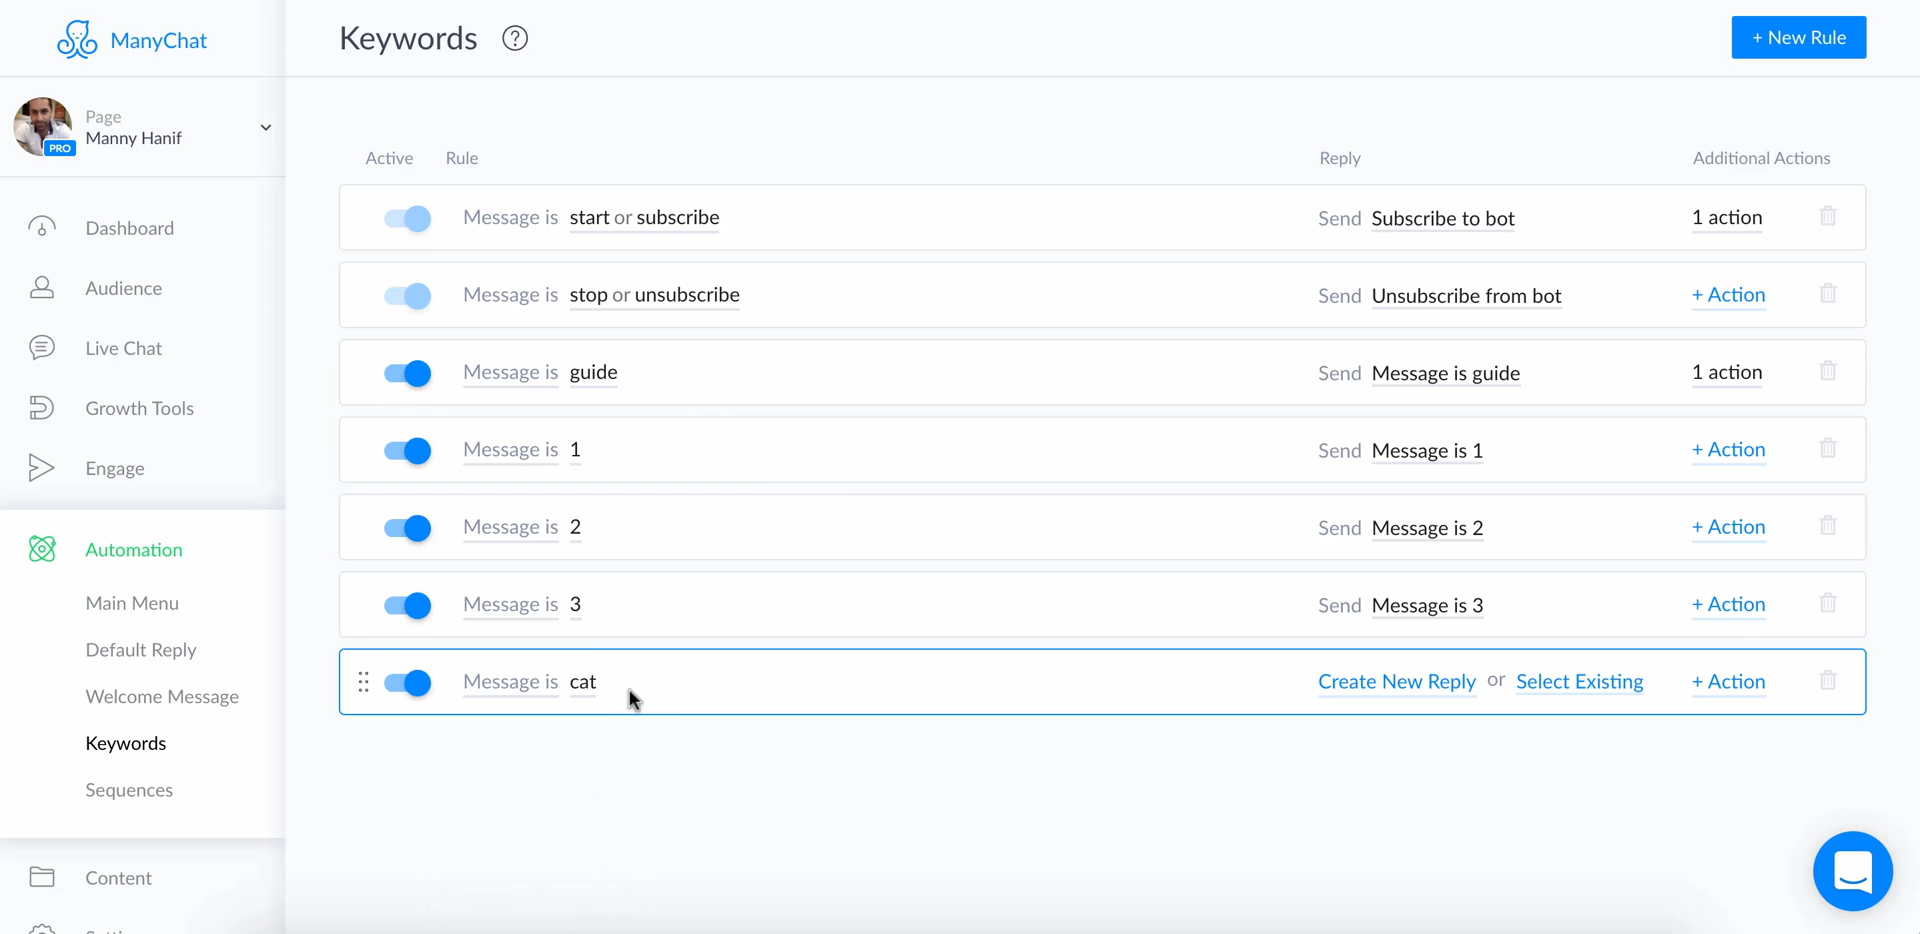 ManyChat
Keywords ?
+ New Rule
Page
Manny Hanif
PRO
Dashboard
Audience
Live Chat
Growth Tools
Engage
Automation
Main Menu
Default Reply
Welcome Message
Keywords
Sequences
Content
Active Rule Reply Additional Actions
Message is start or subscribe Send Subscribe to bot 1 action
Message is stop or unsubscribe Send Unsubscribe from bot + Action
Message is guide Send Message is guide 1 action
Message is 1 Send Message is 1 + Action
Message is 2 Send Message is 2 + Action
Message is 3 Send Message is 3 + Action
Message is cat Create New Reply or Select Existing + Action